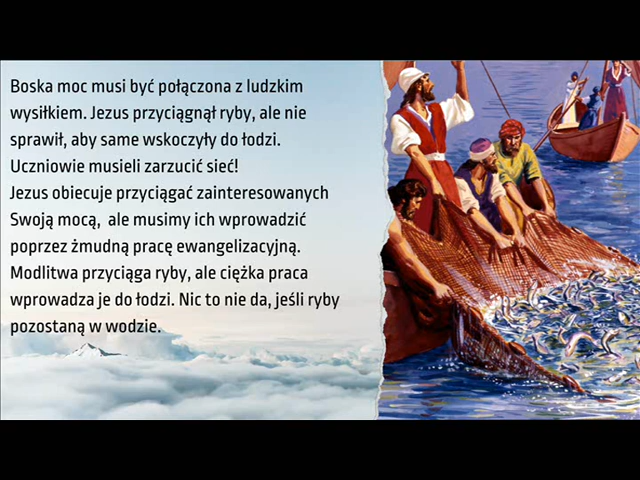 Boska moc musi być połączona z ludzkim
wysiłkiem. Jezus przyciągnął ryby, ale nie
sprawił, aby same wskoczyły do łodzi.
Uczniowie musieli zarzucić sieć!
Jezus obiecuje przyciągać zainteresowanych
Swoją mocą, ale musimy ich wprowadzić
poprzez żmudną pracę ewangelizacyjną.
Modlitwa przyciąga ryby, ale ciężka praca
wprowadza je do łodzi. Nic to nie da, jeśli ryby
pozostaną w wodzie.